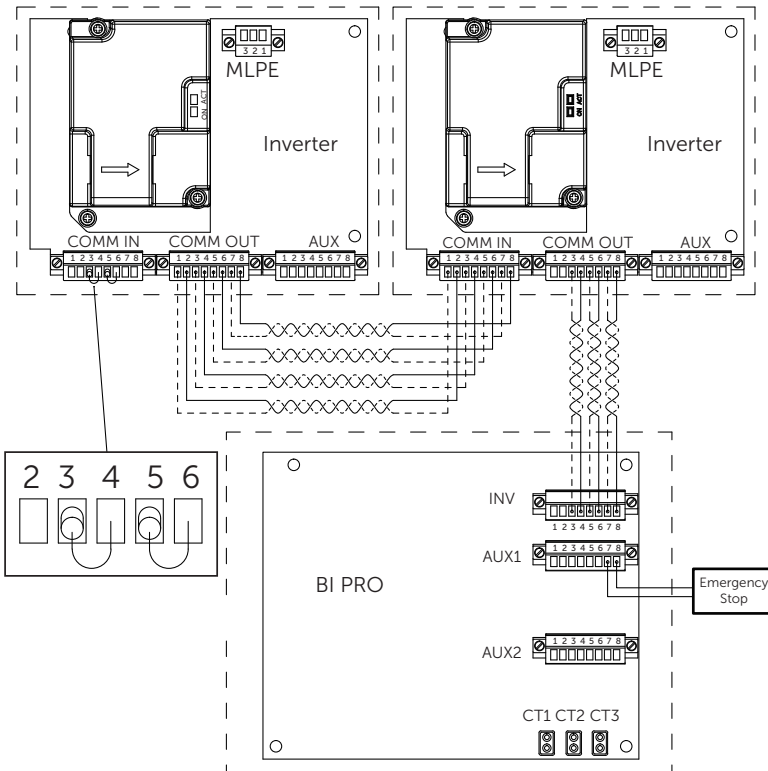 3 2 1
MLPE
ON ACT
Inverter
COMM IN
COMM OUT
AUX
1 2 3 4 5 6 7 8
1 2 3 4 5 6 7 8
1 2 3 4 5 6 7 8
3 2 1
MLPE
ON ACT
Inverter
COMM IN
COMM OUT
AUX
1 2 3 4 5 6 7 8
1 2 3 4 5 6 7 8
1 2 3 4 5 6 7 8
2 3 4 5 6
INV
1 2 3 4 5 6 7 8
AUX1
1 2 3 4 5 6 7 8
BI PRO
Emergency
Stop
AUX2
1 2 3 4 5 6 7 8
CT1 CT2 CT3